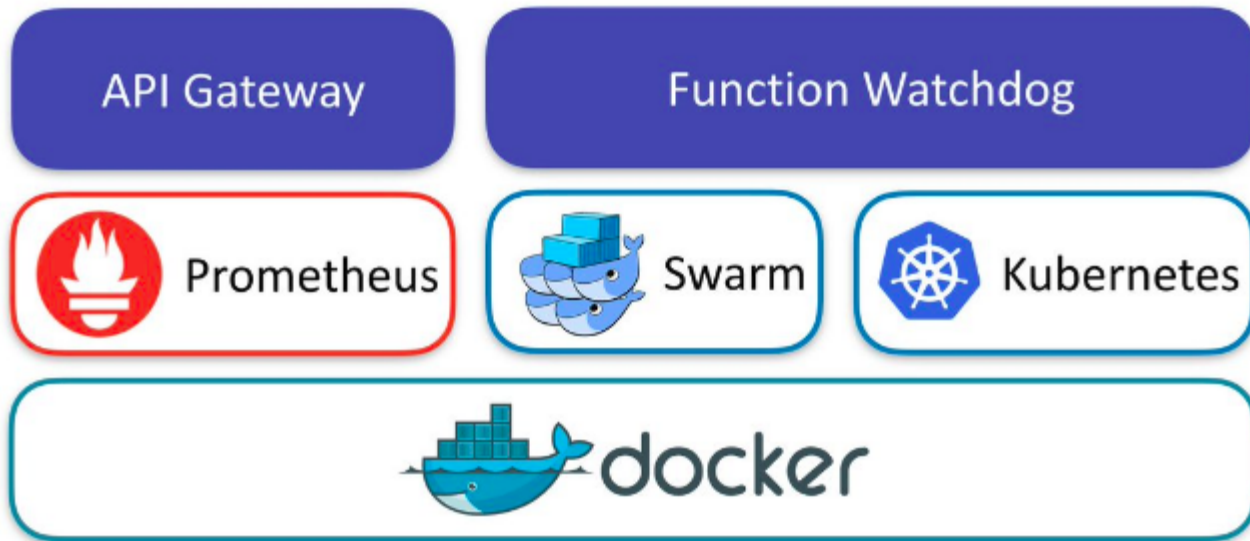 API Gateway
Function Watchdog
Prometheus
Swarm
Kubernetes
docker